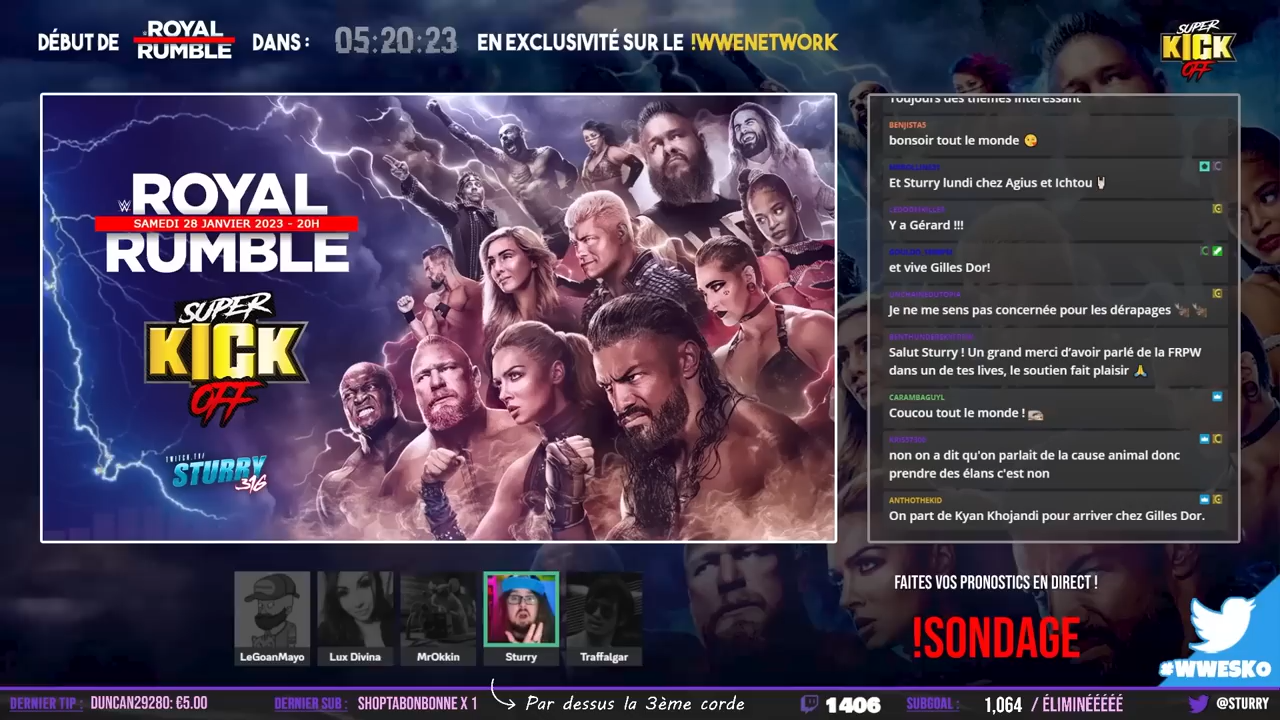 DÉBUT DE
ROYAL
RUMBLE
DANS :
05:20:23
EN EXCLUSIVITÉ SUR LE !WWENETWORK
SUPER
KICK
OFF
W
ROYAL
SAMEDI 28 JANVIER 2023 - 20H
RUMBLE
SUPER
KICK
OFF
TWITCH.TV/
STURRY
316
Toujours des thèmes intéressant
BENJISTA5
bonsoir tout le monde
Et Sturry lundi chez Agius et Ichtou
Y a Gérard !!!
et vive Gilles Dor!
Je ne me sens pas concernée pour les dérapages
Salut Sturry ! Un grand merci d'avoir parlé de la FRPW
dans un de tes lives, le soutien fait plaisir
CARAMBAGUYL
Coucou tout le monde !
non on a dit qu'on parlait de la cause animal donc
prendre des élans c'est non
ANTHOTHEKID
On part de Kyan Khojandi pour arriver chez Gilles Dor.
LeGoanMayo
Lux Divina
MrOkkin
Sturry
Traffalgar
FAITES VOS PRONOSTICS EN DIRECT !
!SONDAGE
#WWESKO
DERNIER TIP : DUNCAN29280: €5.00
DERNIER SUB : SHOPTABONBONNE X 1
Par dessus la 3ème corde
1406
SUBGOAL : 1,064 / ÉLIMINÉÉÉÉÉ
@STURRY